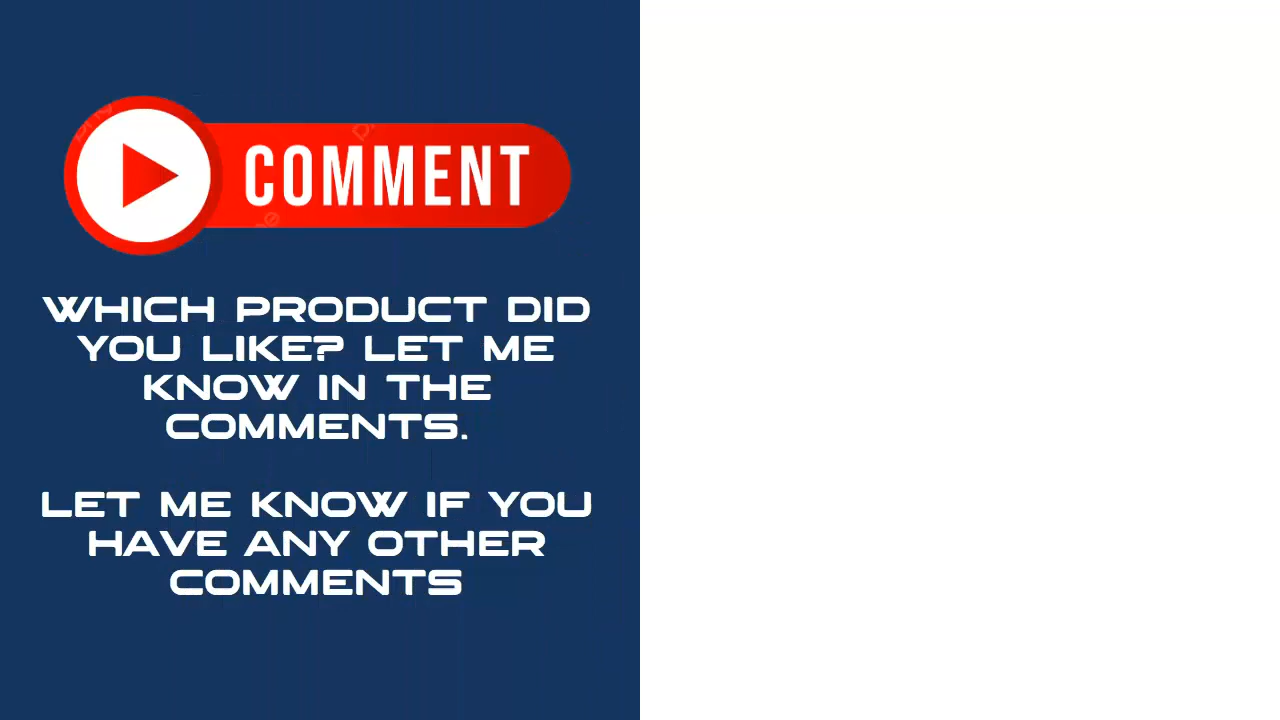 COMMENT
WHICH PRODUCT DID
YOU LIKE? LET ME
KNOW IN THE
COMMENTS.
LET ME KNOW IF YOU
HAVE ANY OTHER
COMMENTS